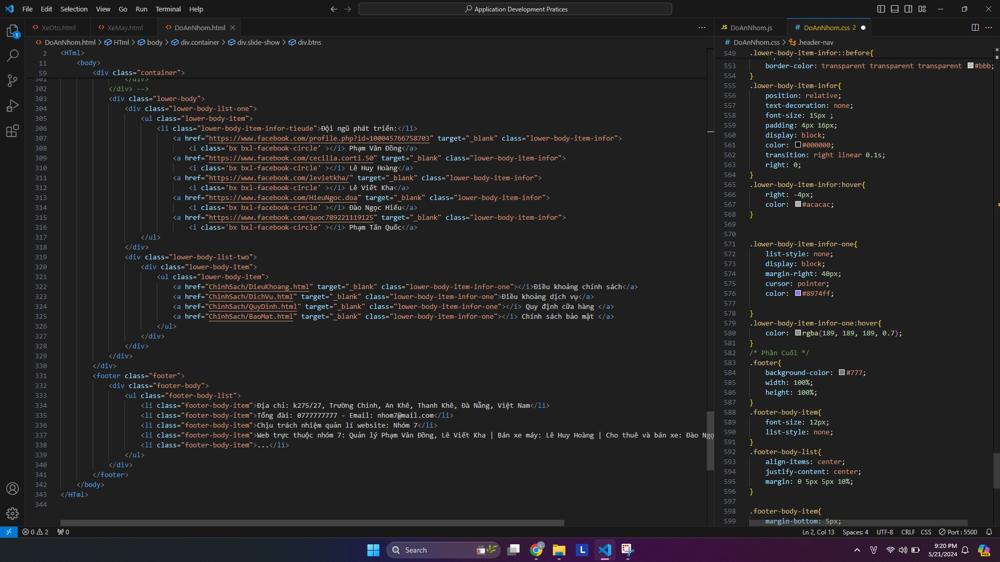 File Edit Selection View Go Run Terminal Help
Application Development Pratices
XeOto.html XeMay.html DoAnNhom.html
DoAnNhom.html > HTml > body > div.container > div.slide-show > div.btns
2 <HTml>
11 <body>
59 <div class="container">
301 </div>
302 </div> -->
303 <div class="lower-body">
304 <div class="lower-body-list-one">
305 <ul class="lower-body-item">
306 <li class="lower-body-item-infor-tieude">Đội ngũ phát triển:</li>
307 <a href="https://www.facebook.com/profile.php?id=100045766758703" target="_blank" class="lower-body-item-infor">
308 <i class='bx bxl-facebook-circle' ></i> Phạm Văn Đồng</a>
309 <a href="https://www.facebook.com/cecilia.corti.50" target="_blank" class="lower-body-item-infor">
310 <i class='bx bxl-facebook-circle' ></i> Lê Huy Hoàng</a>
311 <a href="https://www.facebook.com/levietkha/" target="_blank" class="lower-body-item-infor">
312 <i class='bx bxl-facebook-circle' ></i> Lê Viết Kha</a>
313 <a href="https://www.facebook.com/HieuNgoc.doa" target="_blank" class="lower-body-item-infor">
314 <i class='bx bxl-facebook-circle' ></i> Đào Ngọc Hiếu</a>
315 <a href="https://www.facebook.com/quoc789221119125" target="_blank" class="lower-body-item-infor">
316 <i class='bx bxl-facebook-circle' ></i> Phạm Tấn Quốc</a>
317 </ul>
318 </div>
319 <div class="lower-body-list-two">
320 <div class="lower-body-item">
321 <ul class="lower-body-item">
322 <a href="ChinhSach/DieuKhoang.html" target="_blank" class="lower-body-item-infor-one"></i>Điều khoảng chính sách</a>
323 <a href="ChinhSach/DichVu.html" target="_blank" class="lower-body-item-infor-one">Điều khoảng dịch vụ</a>
324 <a href="ChinhSach/QuyDinh.html" target="_blank" class="lower-body-item-infor-one"></i> Quy định cữa hàng </a>
325 <a href="ChinhSach/BaoMat.html" target="_blank" class="lower-body-item-infor-one"></i> Chính sách bảo mật </a>
326 </ul>
327 </div>
328 </div>
329 </div>
330 </div>
331 <footer class="footer">
332 <div class="footer-body">
333 <ul class="footer-body-list">
334 <li class="footer-body-item">Địa chỉ: k275/27, Trường Chinh, An Khê, Thanh Khê, Đà Nẵng, Việt Nam</li>
335 <li class="footer-body-item">Tổng đài: 0777777777 - Email: nhom7@mail.com</li>
336 <li class="footer-body-item">Chịu trách nhiệm quản lí website: Nhóm 7</li>
337 <li class="footer-body-item">Web trực thuộc nhóm 7: Quản lý Phạm Văn Đồng, Lê Viết Kha | Bán xe máy: Lê Huy Hoàng | Cho thuê và bán xe: Đào Ngọ
338 <li class="footer-body-item">...</li>
339 </ul>
340 </div>
341 </footer>
342 </body>
343 </HTml>
344
JS DoAnNhom.js # DoAnNhom.css 2
# DoAnNhom.css > .header-nav
549 .lower-body-item-infor::before{
553 border-color: transparent transparent transparent #bbb;
554 }
555 .lower-body-item-infor{
556 position: relative;
557 text-decoration: none;
558 font-size: 15px ;
559 padding: 4px 16px;
560 display: block;
561 color: #000000;
562 transition: right linear 0.1s;
563 right: 0;
564 }
565 .lower-body-item-infor:hover{
566 right: -4px;
567 color: #acacac;
568 }
569
570
571 .lower-body-item-infor-one{
572 list-style: none;
573 display: block;
574 margin-right: 40px;
575 cursor: pointer;
576 color: #8974ff;
577
578 }
579 .lower-body-item-infor-one:hover{
580 color: rgba(189, 189, 189, 0.7);
581 }
582 /* Phần Cuối */
583 .footer{
584 background-color: #777;
585 width: 100%;
586 height: 100%;
587 }
588 .footer-body-item{
589 font-size: 12px;
590 list-style: none;
591 }
592 .footer-body-list{
593 align-items: center;
594 justify-content: center;
595 margin: 0 5px 5px 10%;
596 }
597
598 .footer-body-item{
599 margin-bottom: 5px;
1
0 2 0
Ln 2, Col 13 Spaces: 4 UTF-8 CRLF CSS Port : 5500
Search
L
L
V
9:20 PM
5/21/2024
PRE